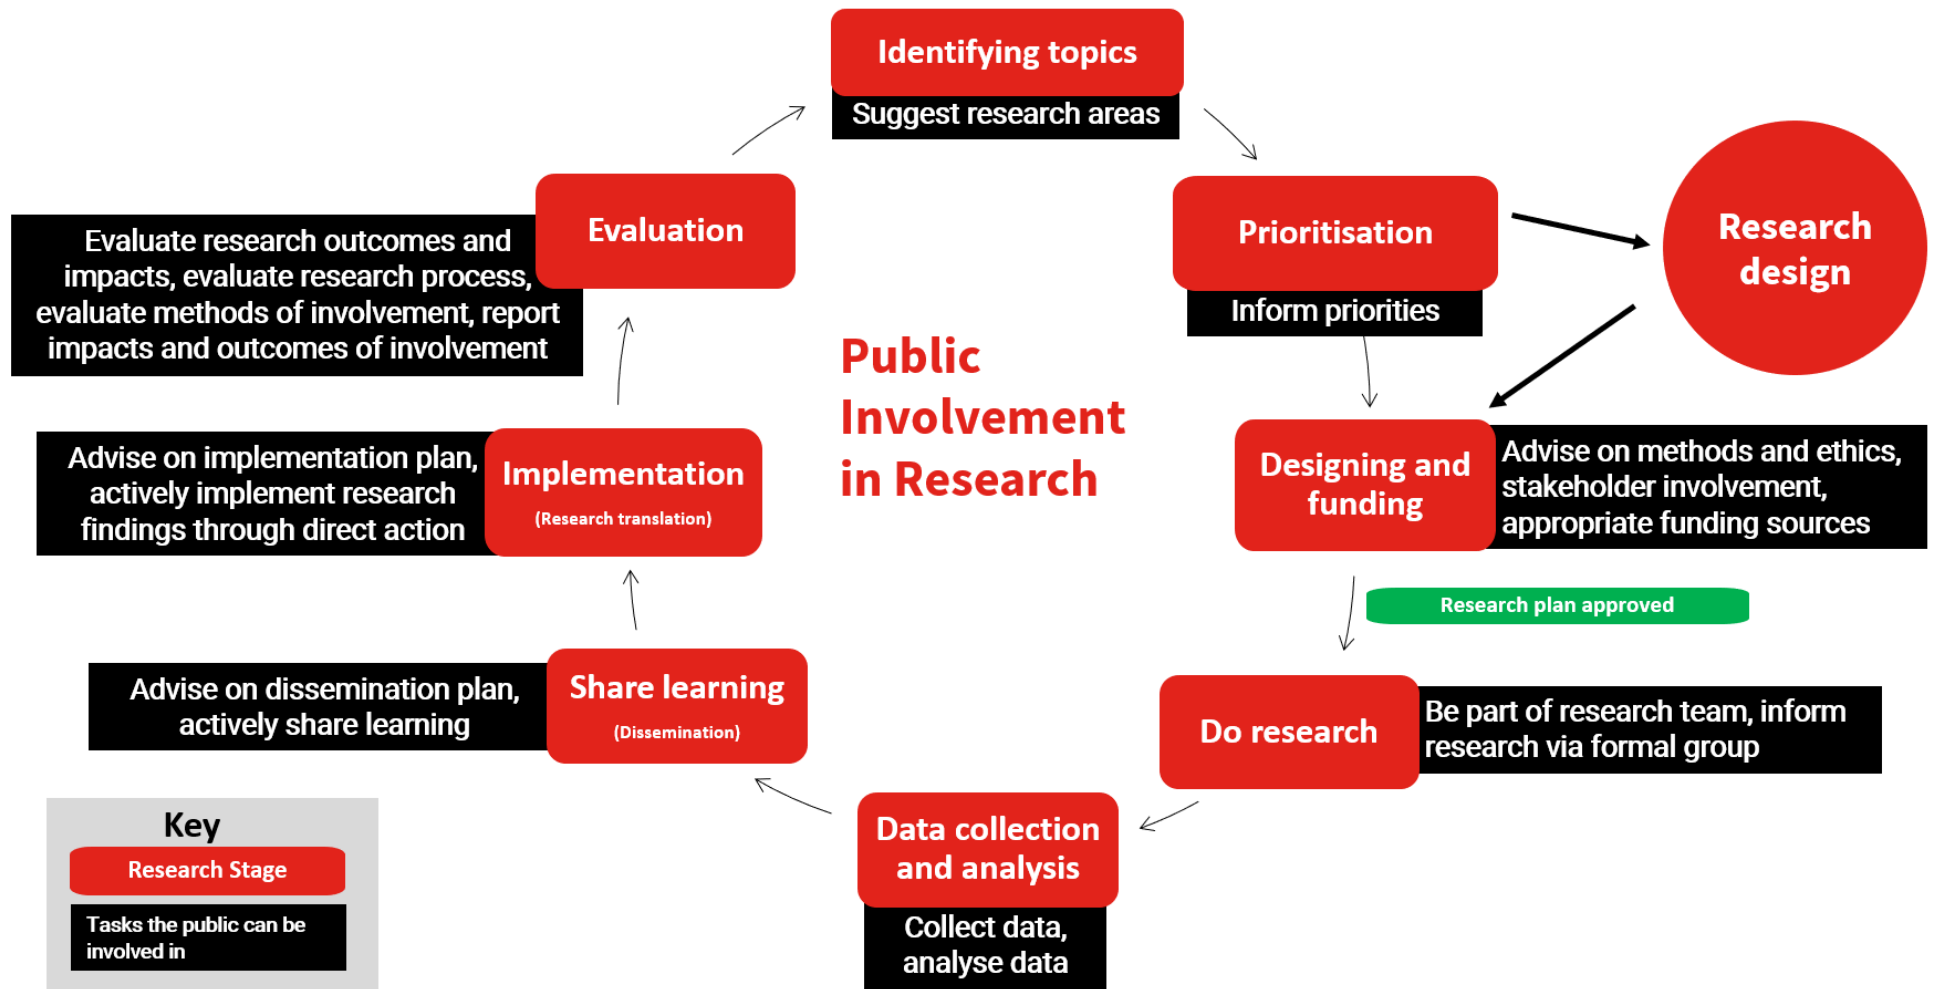 Identifying topics
Suggest research areas
Prioritisation
Inform priorities
Research
design
Designing and
funding
Advise on methods and ethics,
stakeholder involvement,
appropriate funding sources
Research plan approved
Do research
Be part of research team, inform
research via formal group
Data collection
and analysis
Collect data,
analyse data
Share learning
(Dissemination)
Advise on dissemination plan,
actively share learning
Implementation
(Research translation)
Advise on implementation plan,
actively implement research
findings through direct action
Evaluation
Evaluate research outcomes and
impacts, evaluate research process,
evaluate methods of involvement, report
impacts and outcomes of involvement
Public
Involvement
in Research
Key
Research Stage
Tasks the public can be
involved in